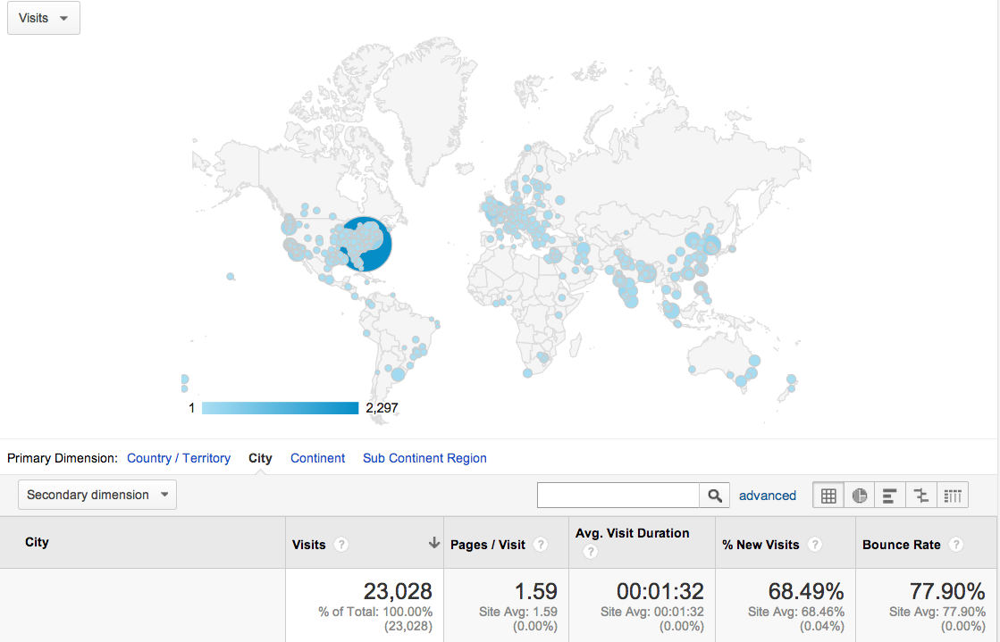 Visits
1 2,297
Primary Dimension: Country / Territory City Continent Sub Continent Region
Secondary dimension advanced
City Visits ? Pages / Visit ? Avg. Visit Duration ? % New Visits ? Bounce Rate ?
23,028 1.59 00:01:32 68.49% 77.90%
% of Total: 100.00% Site Avg: 1.59 Site Avg: 00:01:32 Site Avg: 68.46% Site Avg: 77.90%
(23,028) (0.00%) (0.00%) (0.04%) (0.00%)